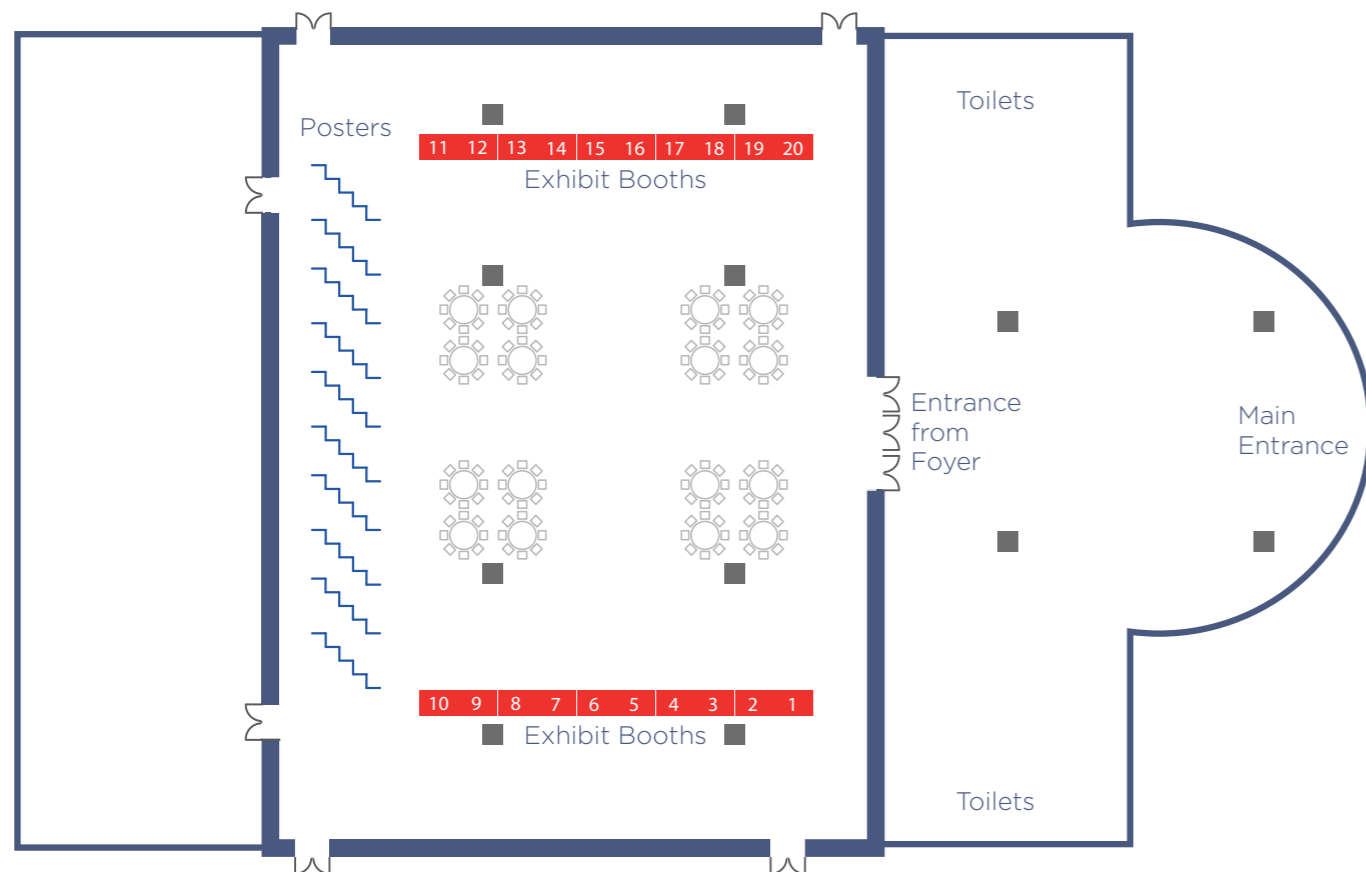 Toilets
Posters
11 12 13 14 15 16 17 18 19 20
Exhibit Booths
Entrance
from
Foyer
Main
Entrance
10 9 8 7 6 5 4 3 2 1
Exhibit Booths
Toilets